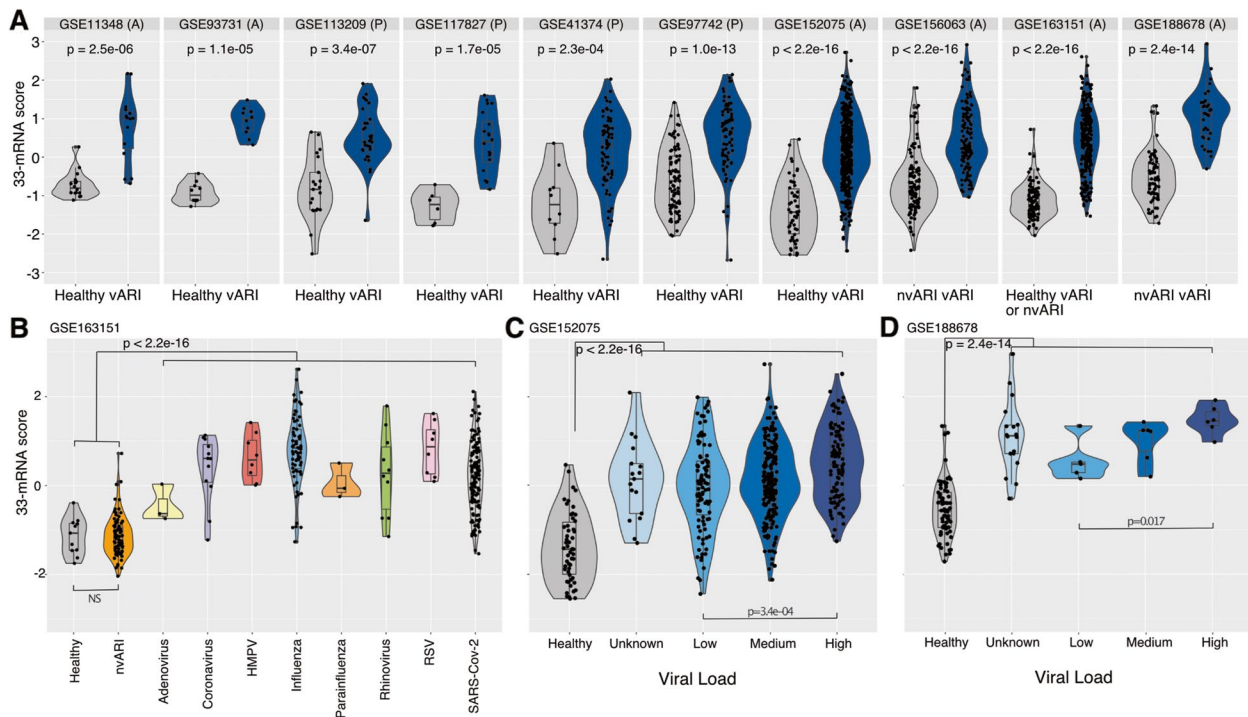 A
GSE11348 (A) GSE93731 (A) GSE113209 (P) GSE117827 (P) GSE41374 (P) GSE97742 (P) GSE152075 (A) GSE156063 (A) GSE163151 (A) GSE188678 (A)
p = 2.5e-06 p = 1.1e-05 p = 3.4e-07 p = 1.7e-05 p = 2.3e-04 p = 1.0e-13 p < 2.2e-16 p < 2.2e-16 p < 2.2e-16 p = 2.4e-14
33-mRNA score
3
2
1
0
-1
-2
-3
Healthy vARI Healthy vARI Healthy vARI Healthy vARI Healthy vARI Healthy vARI Healthy vARI nvARI vARI Healthy vARI nvARI vARI
or nvARI
B
GSE163151
p < 2.2e-16
33-mRNA score
2
0
-2
NS
Healthy
nvARI
Adenovirus
Coronavirus
HMPV
Influenza
Parainfluenza
Rhinovirus
RSV
SARS-Cov-2
C
GSE152075
p < 2.2e-16
p=3.4e-04
Healthy Unknown Low Medium High
Viral Load
D
GSE188678
p = 2.4e-14
p=0.017
Healthy Unknown Low Medium High
Viral Load